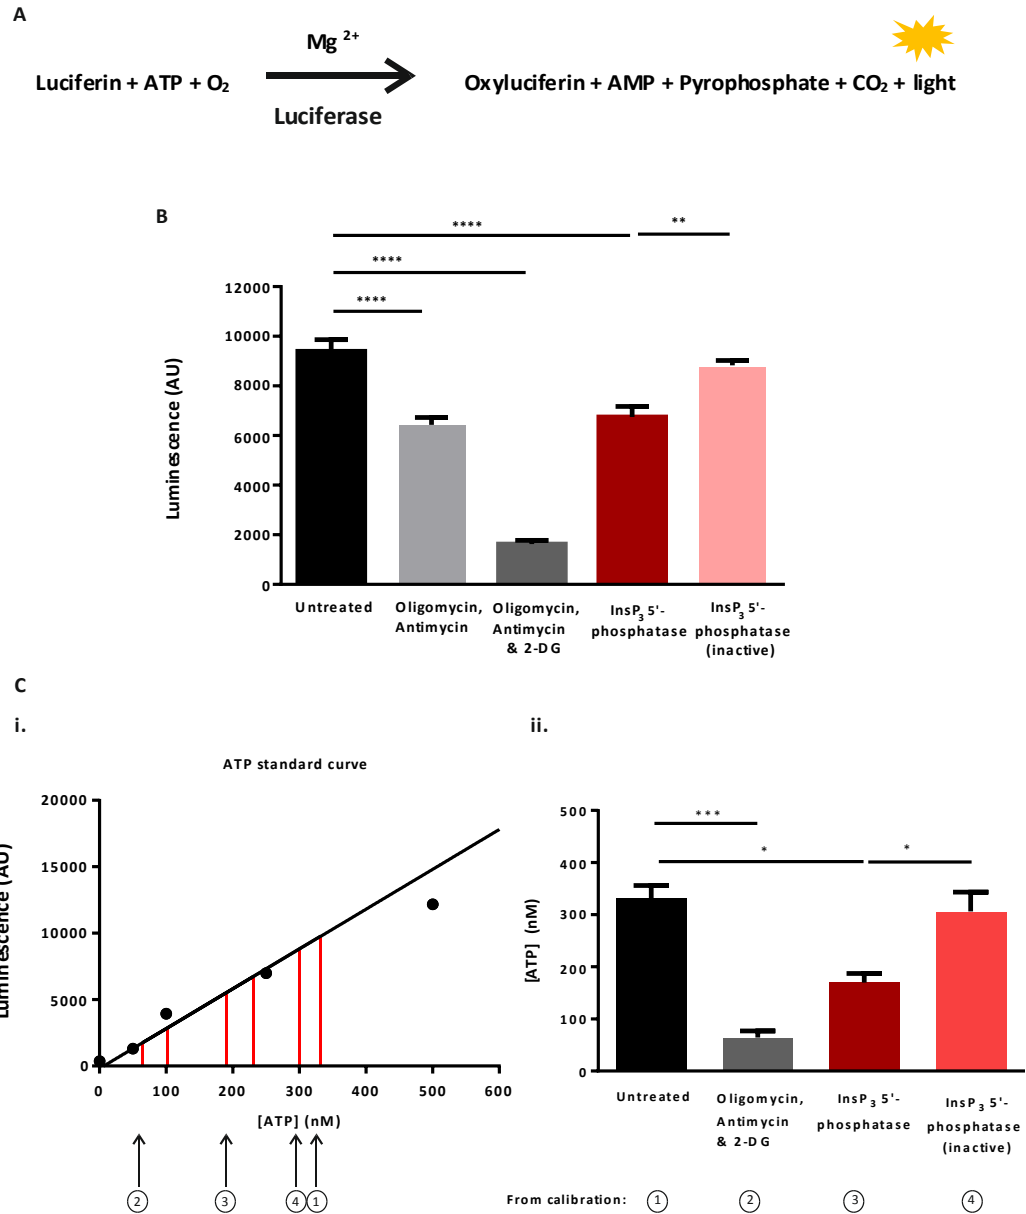 A
Mg 2+
Luciferin + ATP + O2
Oxyluciferin + AMP + Pyrophosphate + CO2 + light
Luciferase
B
****
**
****
****
12000
10000
8000
6000
4000
2000
0
Luminescence (AU)
Untreated
Oligomycin,
Antimycin
Oligomycin,
Antimycin
& 2-DG
InsP3 5'-
phosphatase
InsP3 5'-
phosphatase
(inactive)
C
i.
ATP standard curve
20000
15000
10000
5000
0
Luminescence (AU)
0 100 200 300 400 500 600
[ATP] (nM)
2 3 4 1
ii.
***
*
*
500
400
300
200
100
0
[ATP] (nM)
Untreated
Oligomycin,
Antimycin
& 2-DG
InsP3 5'-
phosphatase
InsP3 5'-
phosphatase
(inactive)
From calibration: 1 2 3 4